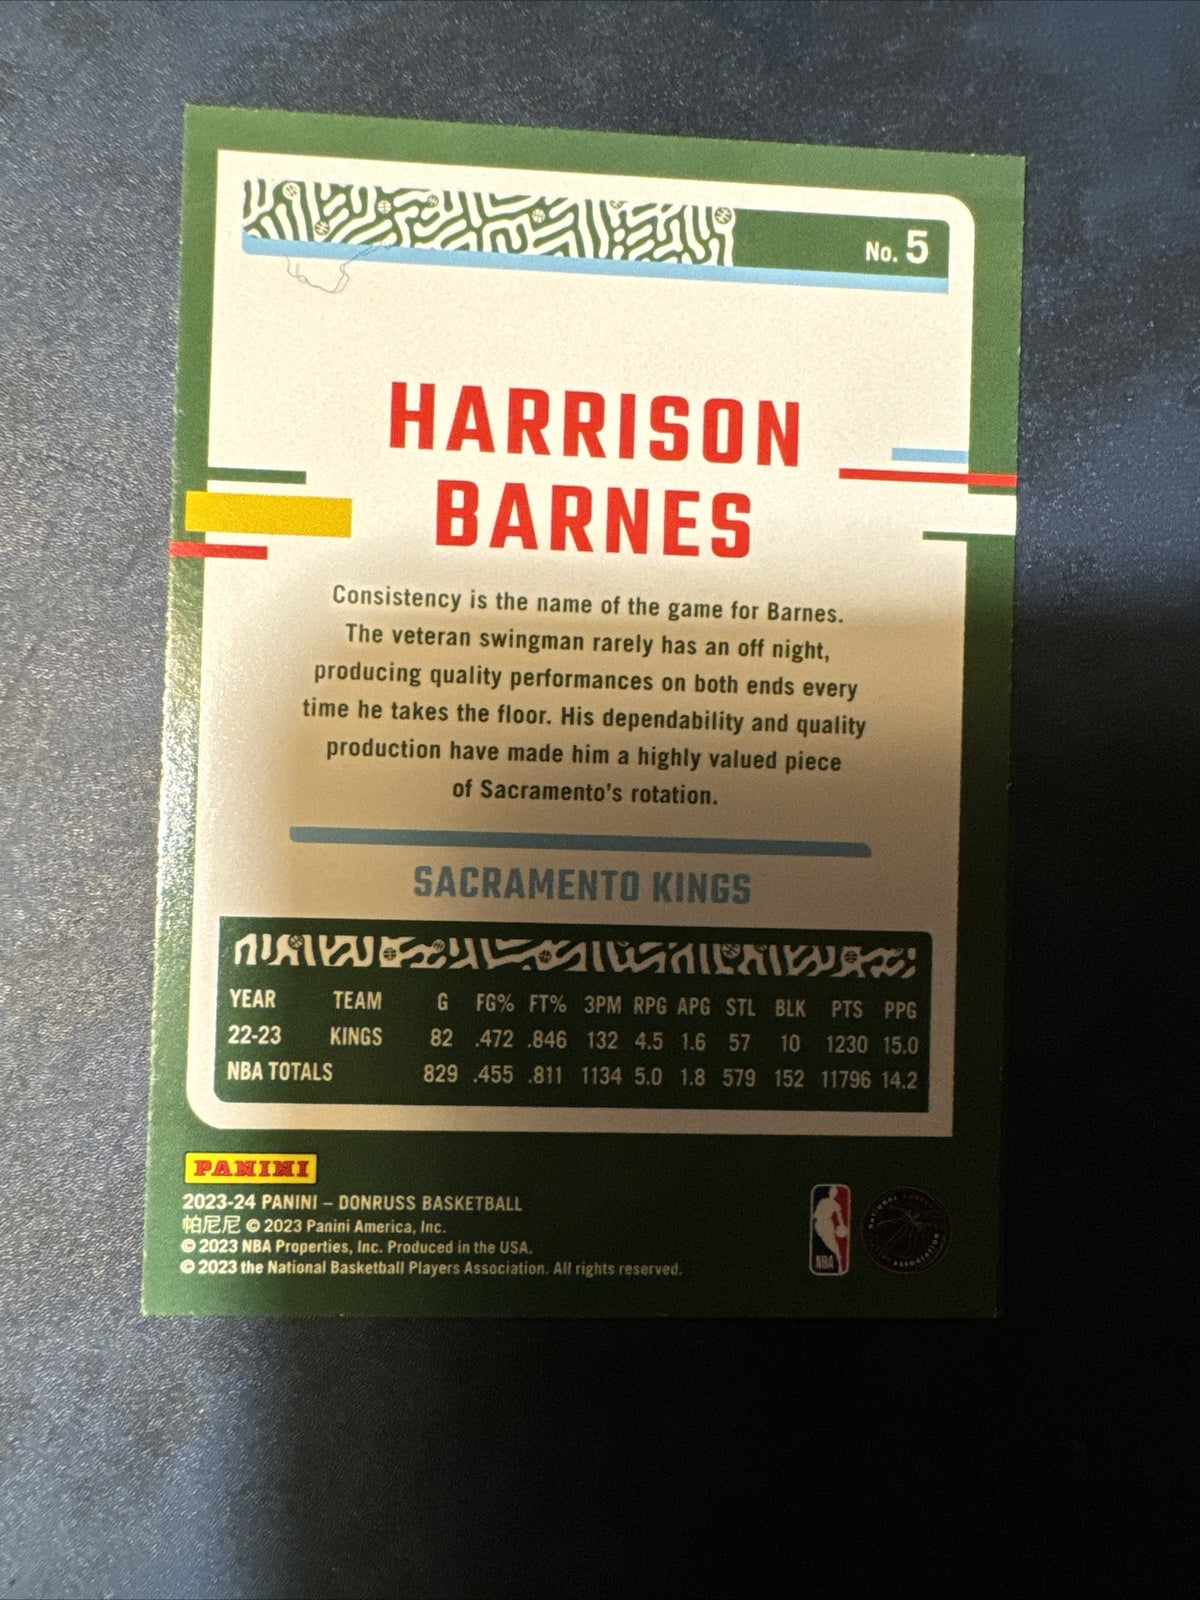 No. 5
HARRISON
BARNES
Consistency is the name of the game for Barnes.
The veteran swingman rarely has an off night,
producing quality performances on both ends every
time he takes the floor. His dependability and quality
production have made him a highly valued piece
of Sacramento's rotation.
SACRAMENTO KINGS
YEAR TEAM G FG% FT% 3PM RPG APG STL BLK PTS PPG
22-23 KINGS 82 .472 .846 132 4.5 1.6 57 10 1230 15.0
NBA TOTALS 829 .455 .811 1134 5.0 1.8 579 152 11796 14.2
PANINI
2023-24 PANINI – DONRUSS BASKETBALL
帕尼尼 © 2023 Panini America, Inc.
© 2023 NBA Properties, Inc. Produced in the USA.
© 2023 the National Basketball Players Association. All rights reserved.
NBA